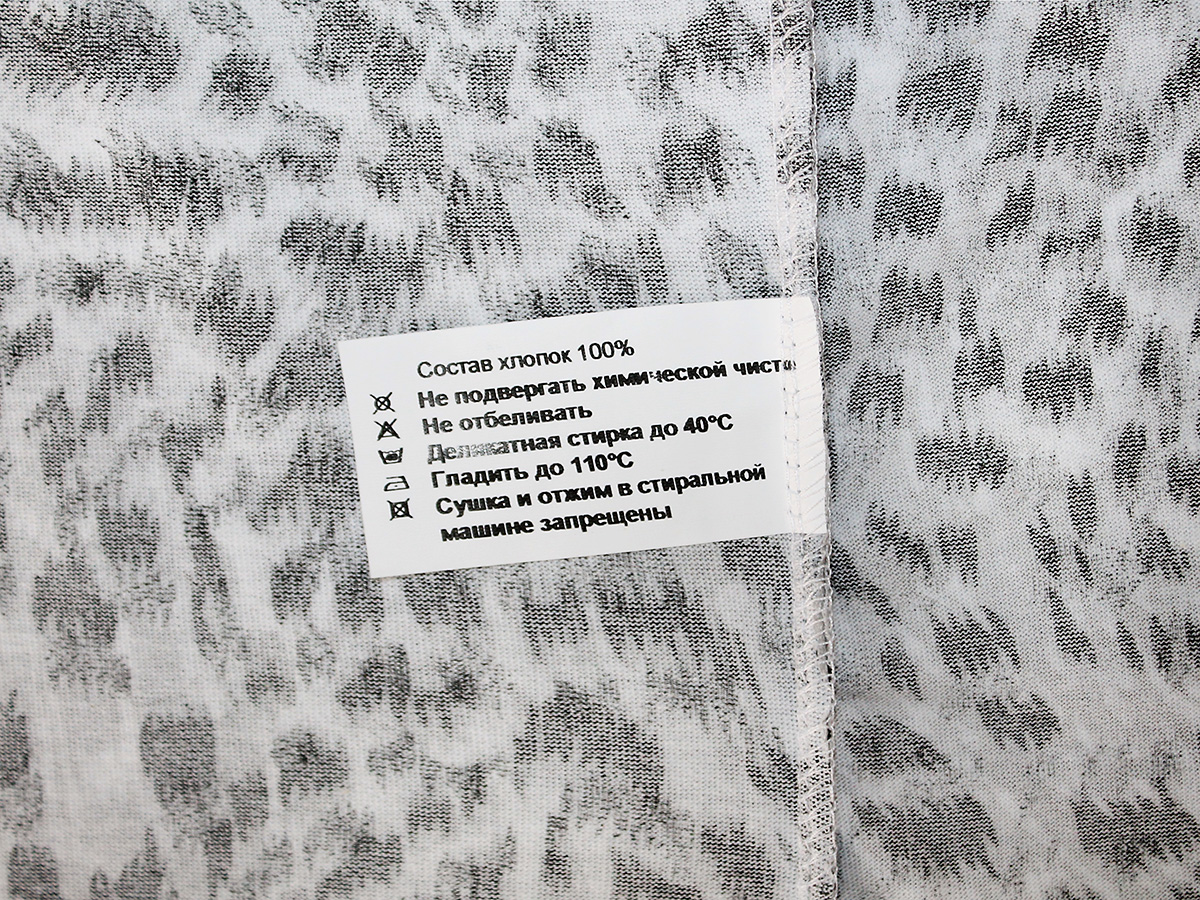 Состав хлопок 100%
Не подвергать химической
Не отбеливать
Деликатная стирка до 40°С
Гладить до 110°С
Сушка и отжим в стиральной
машине запрещены